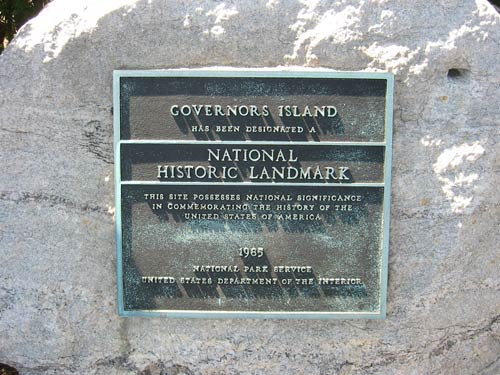 GOVERNORS ISLAND
HAS BEEN DESIGNATED A
NATIONAL
HISTORIC LANDMARK
THIS SITE POSSESSES NATIONAL SIGNIFICANCE
IN COMMEMORATING THE HISTORY OF THE
UNITED STATES OF AMERICA
1985
NATIONAL PARK SERVICE
UNITED STATES DEPARTMENT OF THE INTERIOR